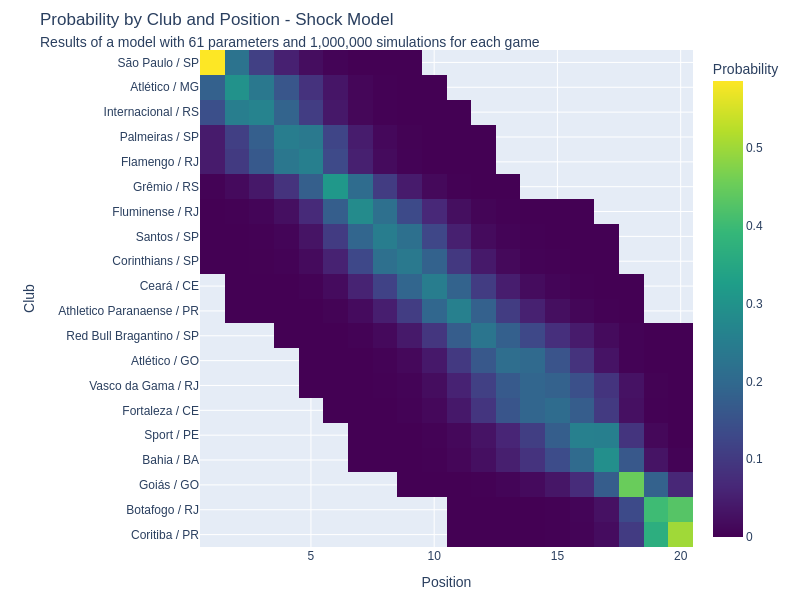 Probability by Club and Position - Shock Model
Results of a model with 61 parameters and 1,000,000 simulations for each game
São Paulo / SP
Atlético / MG
Internacional / RS
Palmeiras / SP
Flamengo / RJ
Grêmio / RS
Fluminense / RJ
Santos / SP
Corinthians / SP
Ceará / CE
Athletico Paranaense / PR
Red Bull Bragantino / SP
Atlético / GO
Vasco da Gama / RJ
Fortaleza / CE
Sport / PE
Bahia / BA
Goiás / GO
Botafogo / RJ
Coritiba / PR
Club
5
10
15
20
Position
Probability
0.5
0.4
0.3
0.2
0.1
0